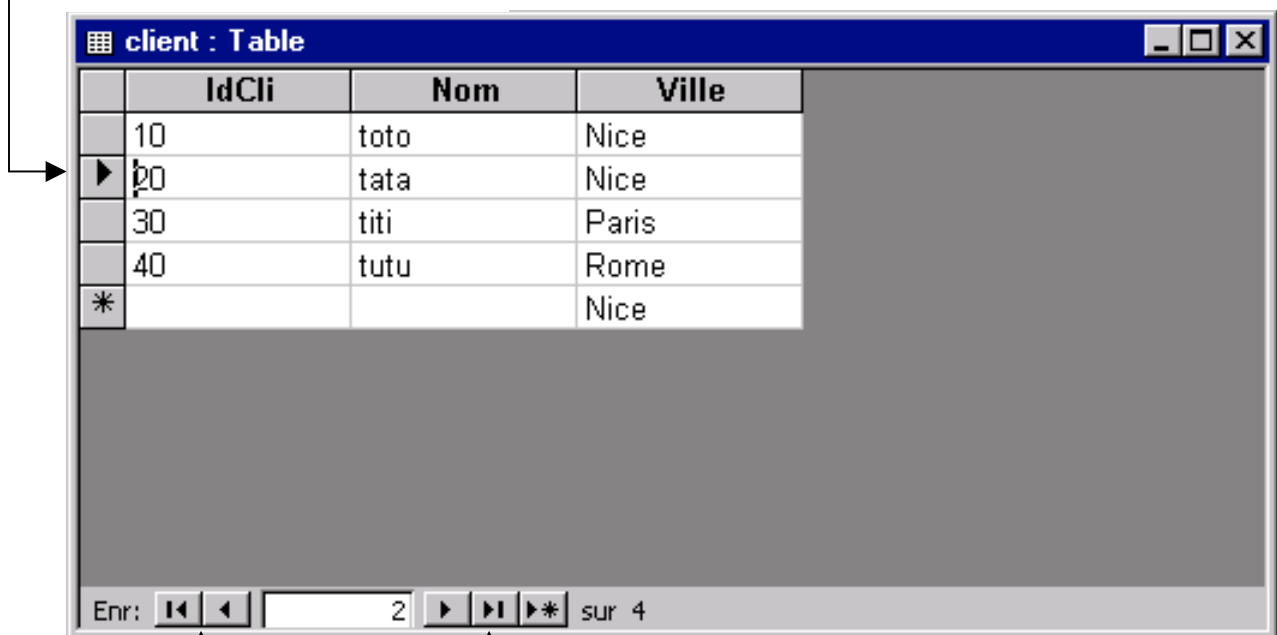 client : Table
IdCli Nom Ville
10 toto Nice
20 tata Nice
30 titi Paris
40 tutu Rome
* Nice
Enr: 2 sur 4